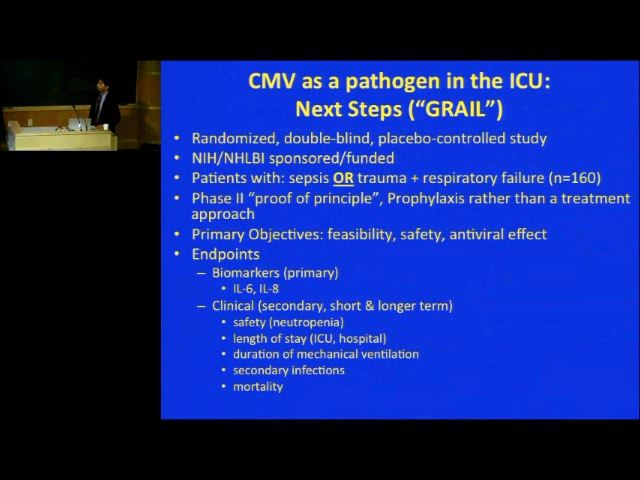 CMV as a pathogen in the ICU:
Next Steps (“GRAIL”)
• Randomized, double-blind, placebo-controlled study
• NIH/NHLBI sponsored/funded
• Patients with: sepsis OR trauma + respiratory failure (n=160)
• Phase II “proof of principle”, Prophylaxis rather than a treatment
approach
• Primary Objectives: feasibility, safety, antiviral effect
• Endpoints
– Biomarkers (primary)
• IL-6, IL-8
– Clinical (secondary, short & longer term)
• safety (neutropenia)
• length of stay (ICU, hospital)
• duration of mechanical ventilation
• secondary infections
• mortality